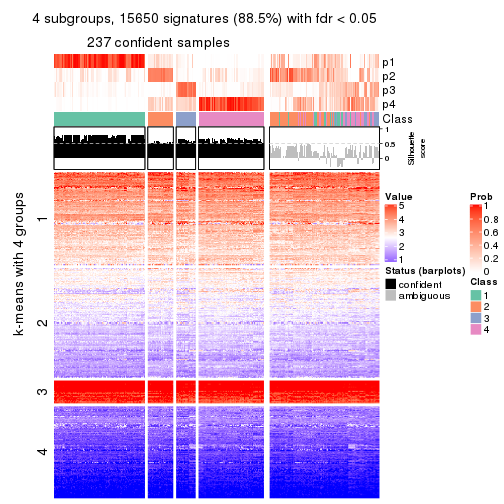 4 subgroups, 15650 signatures (88.5%) with fdr < 0.05
237 confident samples
p1
p2
p3
p4
Class
1
0.5
0
Silhouette
score
k-means with 4 groups
1
2
3
4
Value
5
4
3
2
1
Status (barplots)
confident
ambiguous
Prob
1
0.8
0.6
0.4
0.2
0
Class
1
2
3
4